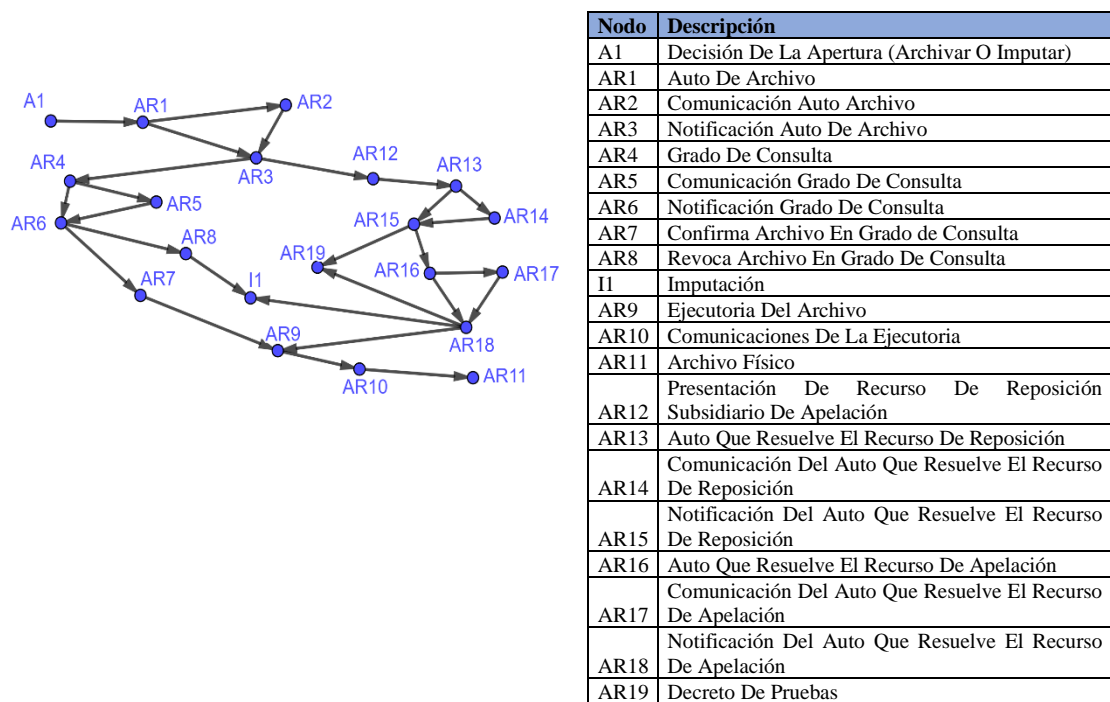 A1
AR1
AR2
AR3
AR12
AR13
AR4
AR5
AR6
AR15
AR14
AR8
AR19
AR16
AR17
AR7
I1
AR9
AR18
AR10
AR11
Nodo Descripción
A1 Decisión De La Apertura (Archivar O Imputar)
AR1 Auto De Archivo
AR2 Comunicación Auto Archivo
AR3 Notificación Auto De Archivo
AR4 Grado De Consulta
AR5 Comunicación Grado De Consulta
AR6 Notificación Grado De Consulta
AR7 Confirma Archivo En Grado de Consulta
AR8 Revoca Archivo En Grado De Consulta
I1 Imputación
AR9 Ejecutoria Del Archivo
AR10 Comunicaciones De La Ejecutoria
AR11 Archivo Físico
Presentación De Recurso De Reposición
AR12 Subsidiario De Apelación
AR13 Auto Que Resuelve El Recurso De Reposición
Comunicación Del Auto Que Resuelve El Recurso
AR14 De Reposición
Notificación Del Auto Que Resuelve El Recurso
AR15 De Reposición
AR16 Auto Que Resuelve El Recurso De Apelación
Comunicación Del Auto Que Resuelve El Recurso
AR17 De Apelación
Notificación Del Auto Que Resuelve El Recurso
AR18 De Apelación
AR19 Decreto De Pruebas